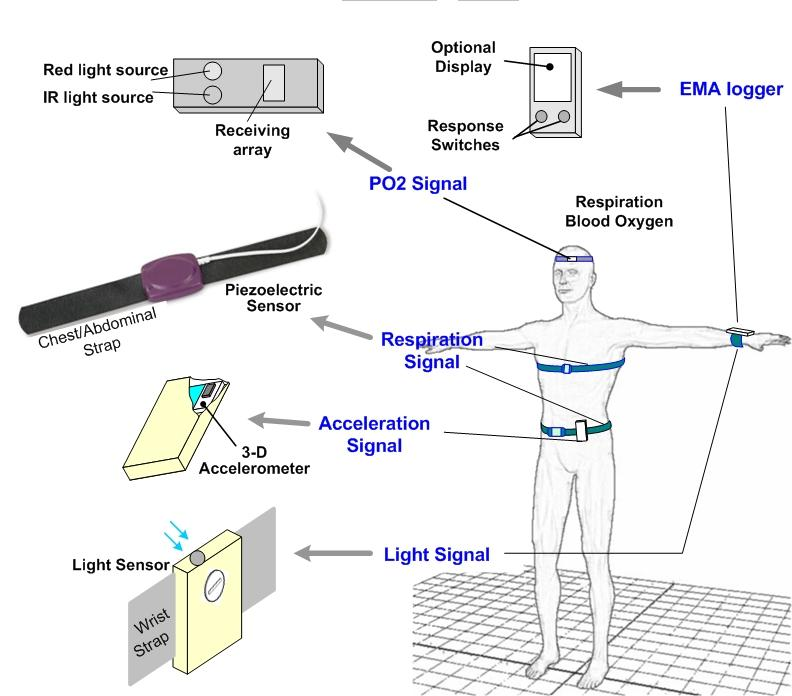 Red light source
IR light source
Receiving
array
Optional
Display
Response
Switches
EMA logger
PO2 Signal
Respiration
Blood Oxygen
Piezoelectric
Sensor
Chest/Abdominal
Strap
Respiration
Signal
Acceleration
Signal
3-D
Accelerometer
Light Sensor
Light Signal
Wrist
Strap